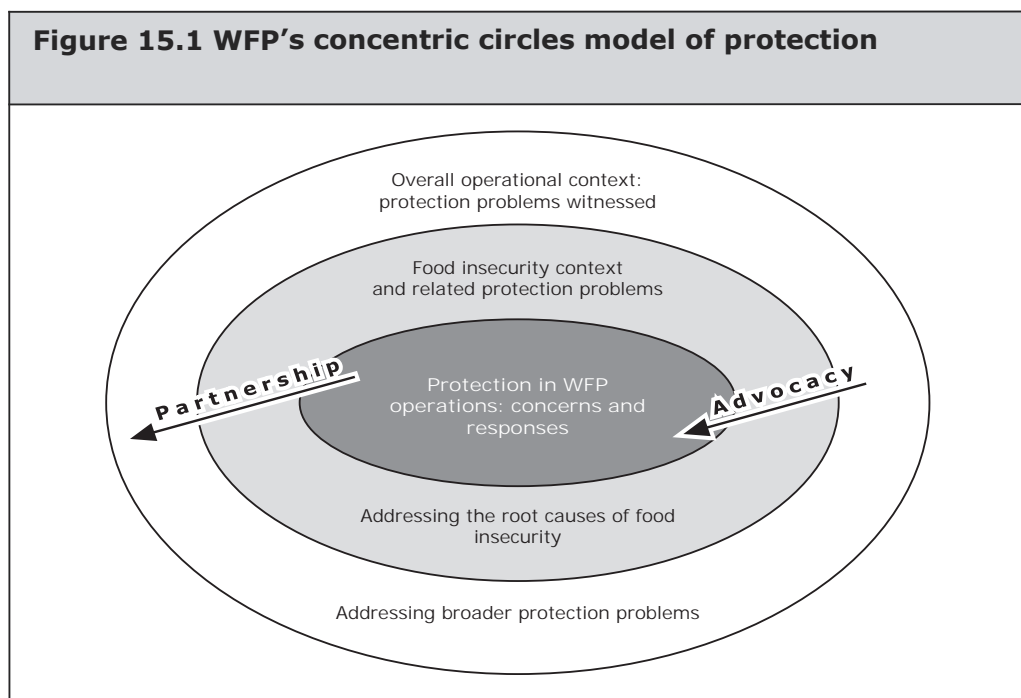 Figure 15.1 WFP's concentric circles model of protection
Overall operational context:
protection problems witnessed
Food insecurity context
and related protection problems
Partnership
Protection in WFP
operations: concerns and
responses
Advocacy
Addressing the root causes of food
insecurity
Addressing broader protection problems